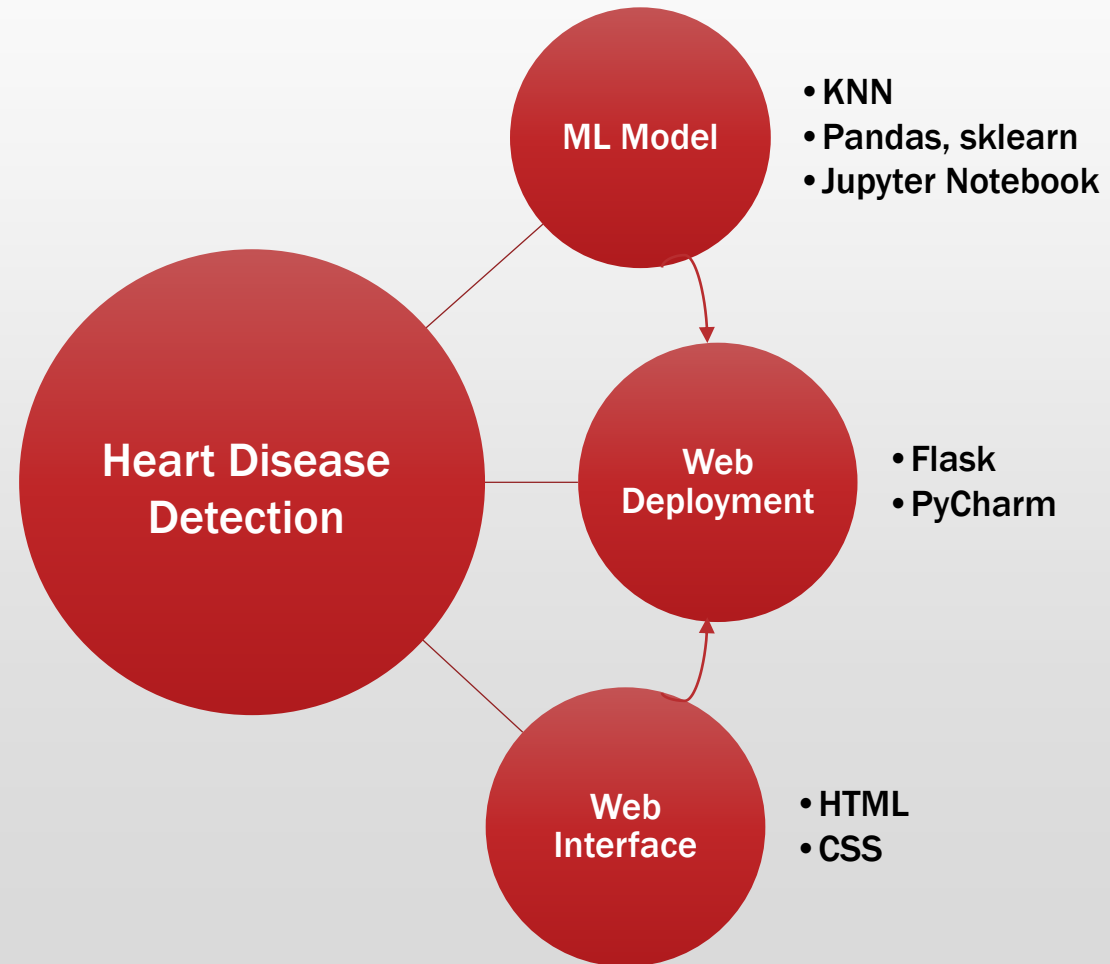 ML Model
•KNN
•Pandas, sklearn
•Jupyter Notebook
Heart Disease
Detection
Web
Deployment
•Flask
•PyCharm
Web
Interface
•HTML
•CSS